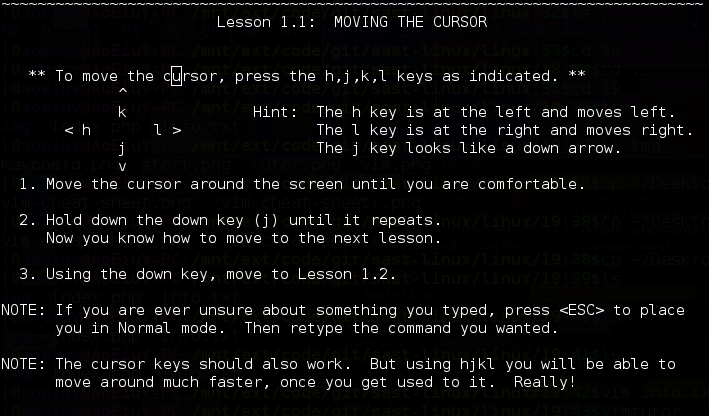 ~~~~~~~~~~~~~~~~~~~~~~~~~~~~~~~~~~~~~~~~~~~~~~~~~~~~~~~~~~~~~~~~~~~~~~~~~~~~~~
Lesson 1.1:  MOVING THE CURSOR
** To move the cursor, press the h,j,k,l keys as indicated. **
^
k              Hint:  The h key is at the left and moves left.
< h       l >               The l key is at the right and moves right.
j                     The j key looks like a down arrow.
v
1. Move the cursor around the screen until you are comfortable.
2. Hold down the down key (j) until it repeats.
Now you know how to move to the next lesson.
3. Using the down key, move to Lesson 1.2.
NOTE: If you are ever unsure about something you typed, press <ESC> to place
you in Normal mode.  Then retype the command you wanted.
NOTE: The cursor keys should also work.  But using hjkl you will be able to
move around much faster, once you get used to it.  Really!